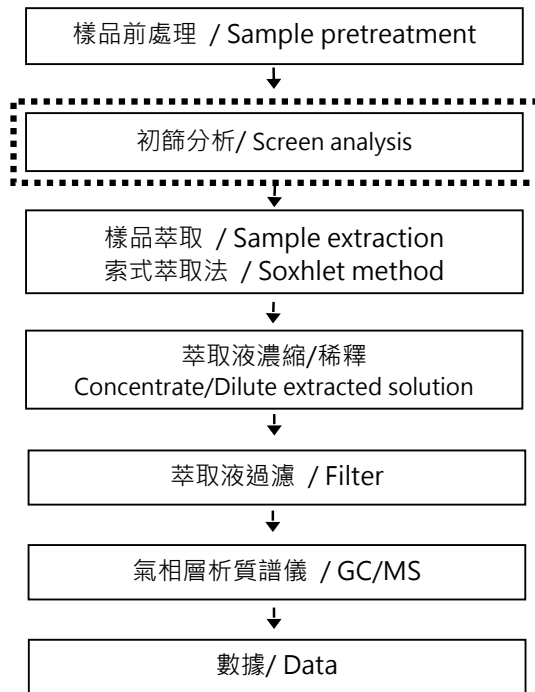 樣品前處理 / Sample pretreatment
初篩分析/ Screen analysis
樣品萃取 / Sample extraction
索式萃取法 / Soxhlet method
萃取液濃縮/稀釋
Concentrate/Dilute extracted solution
萃取液過濾 / Filter
氣相層析質譜儀 / GC/MS
數據/ Data